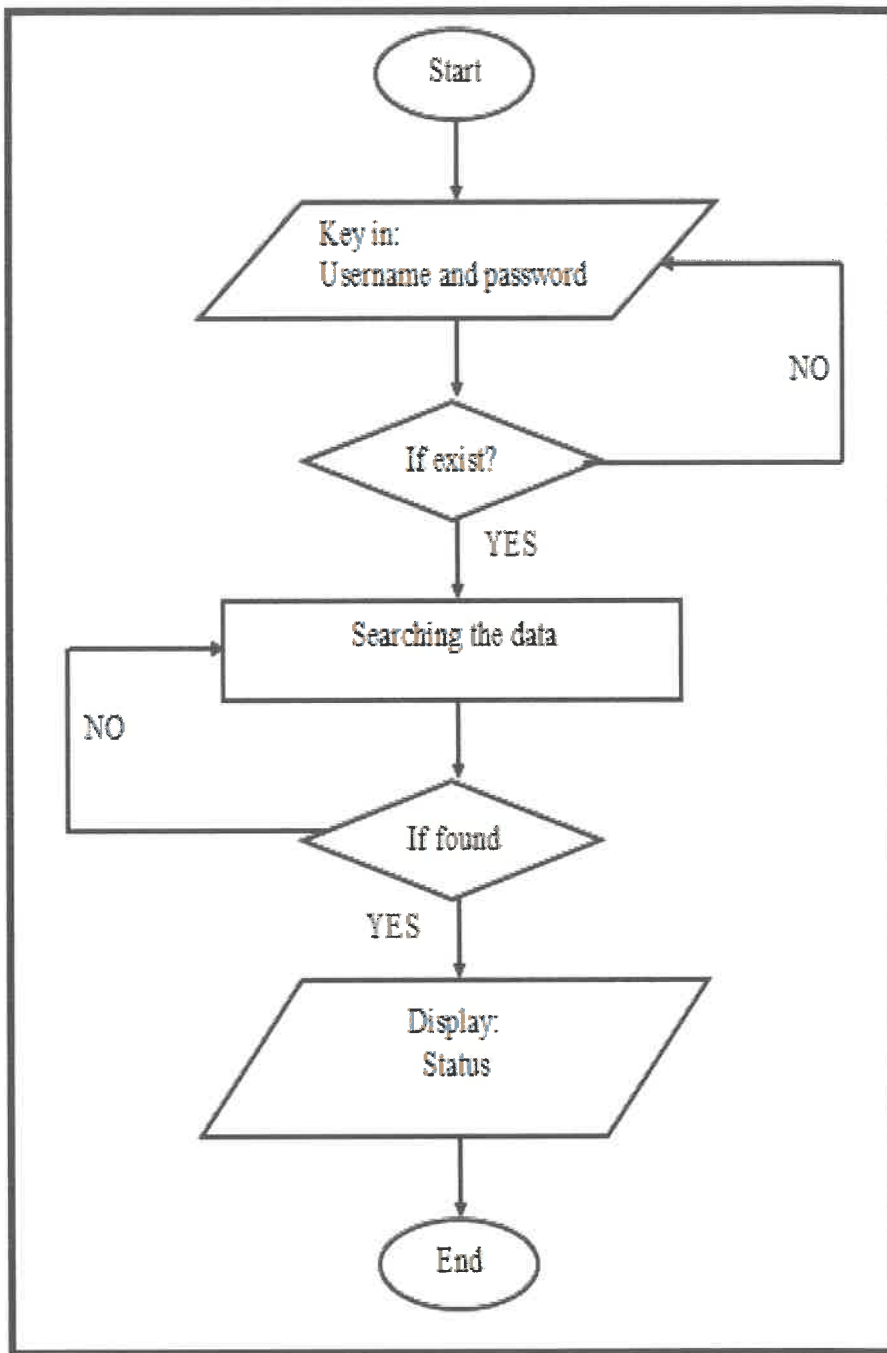 Start
Key in:
Username and password
NO
If exist?
YES
Searching the data
NO
If found
YES
Display:
Status
End